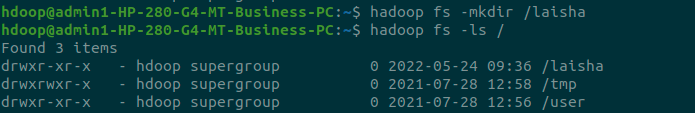 hdoop@admin1-HP-280-G4-MT-Business-PC:~$ hadoop fs -mkdir /laisha
hdoop@admin1-HP-280-G4-MT-Business-PC:~$ hadoop fs -ls /
Found 3 items
drwxr-xr-x   - hdoop supergroup          0 2022-05-24 09:36 /laisha
drwxrwxr-x   - hdoop supergroup          0 2021-07-28 12:58 /tmp
drwxr-xr-x   - hdoop supergroup          0 2021-07-28 12:56 /user